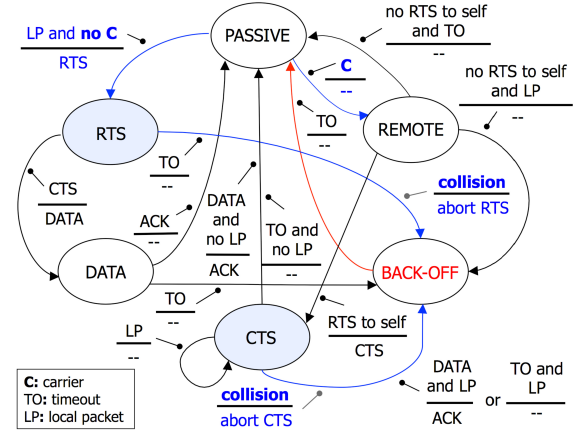 no RTS to self
and TO
--
LP and no C
RTS
PASSIVE
C
--
no RTS to self
and LP
--
TO
--
RTS
REMOTE
TO
--
collision
abort RTS
CTS
DATA
ACK
--
DATA
and
no LP
ACK
TO and
no LP
--
DATA
BACK-OFF
TO
--
RTS to self
CTS
LP
--
CTS
collision
abort CTS
DATA
and LP
ACK
or
TO and
LP
--
C: carrier
TO: timeout
LP: local packet